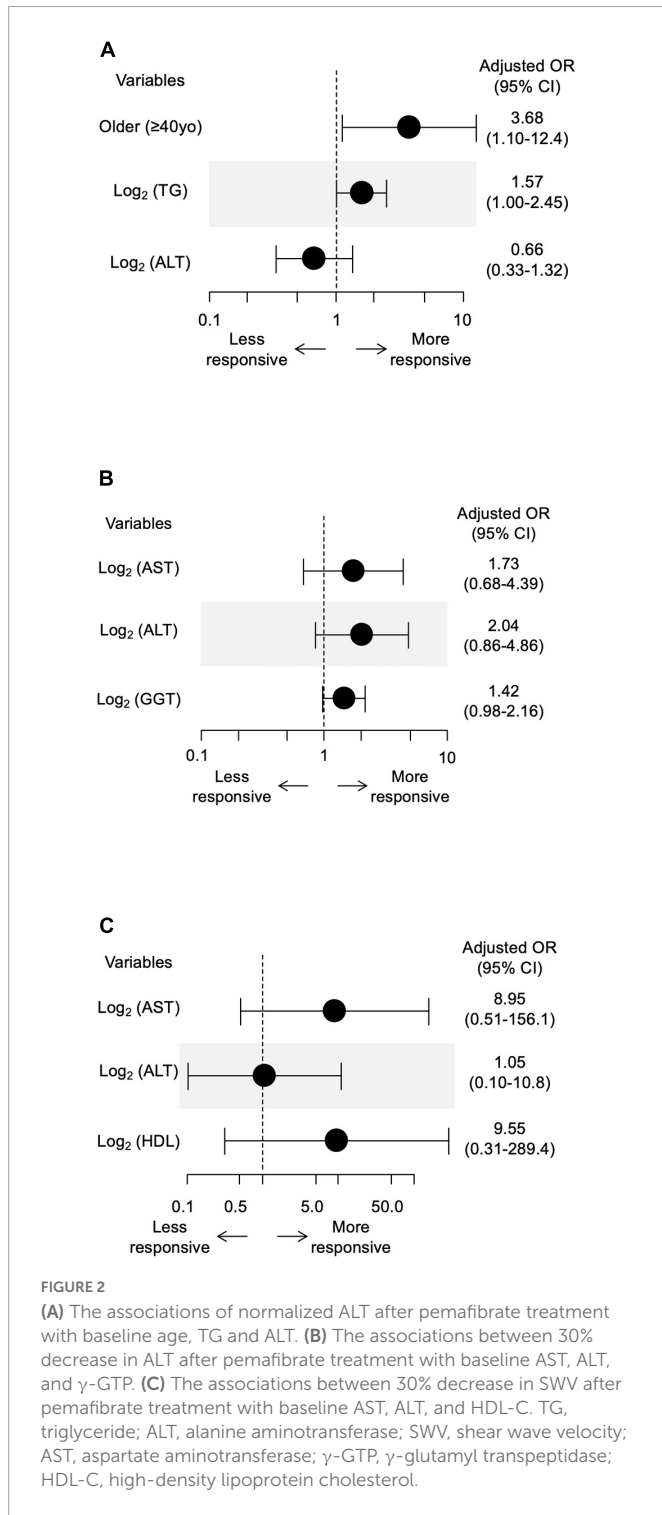 A
Variables
Adjusted OR
(95% CI)
Older (≥40yo)
3.68
(1.10-12.4)
Log₂ (TG)
1.57
(1.00-2.45)
Log₂ (ALT)
0.66
(0.33-1.32)
0.1 1 10
Less responsive ← → More responsive
B
Variables
Adjusted OR
(95% CI)
Log₂ (AST)
1.73
(0.68-4.39)
Log₂ (ALT)
2.04
(0.86-4.86)
Log₂ (GGT)
1.42
(0.98-2.16)
0.1 1 10
Less responsive ← → More responsive
C
Variables
Adjusted OR
(95% CI)
Log₂ (AST)
8.95
(0.51-156.1)
Log₂ (ALT)
1.05
(0.10-10.8)
Log₂ (HDL)
9.55
(0.31-289.4)
0.1 0.5 5.0 50.0
Less responsive ← → More responsive
FIGURE 2
(A) The associations of normalized ALT after pemafibrate treatment
with baseline age, TG and ALT. (B) The associations between 30%
decrease in ALT after pemafibrate treatment with baseline AST, ALT,
and γ-GTP. (C) The associations between 30% decrease in SWV after
pemafibrate treatment with baseline AST, ALT, and HDL-C. TG,
triglyceride; ALT, alanine aminotransferase; SWV, shear wave velocity;
AST, aspartate aminotransferase; γ-GTP, γ-glutamyl transpeptidase;
HDL-C, high-density lipoprotein cholesterol.